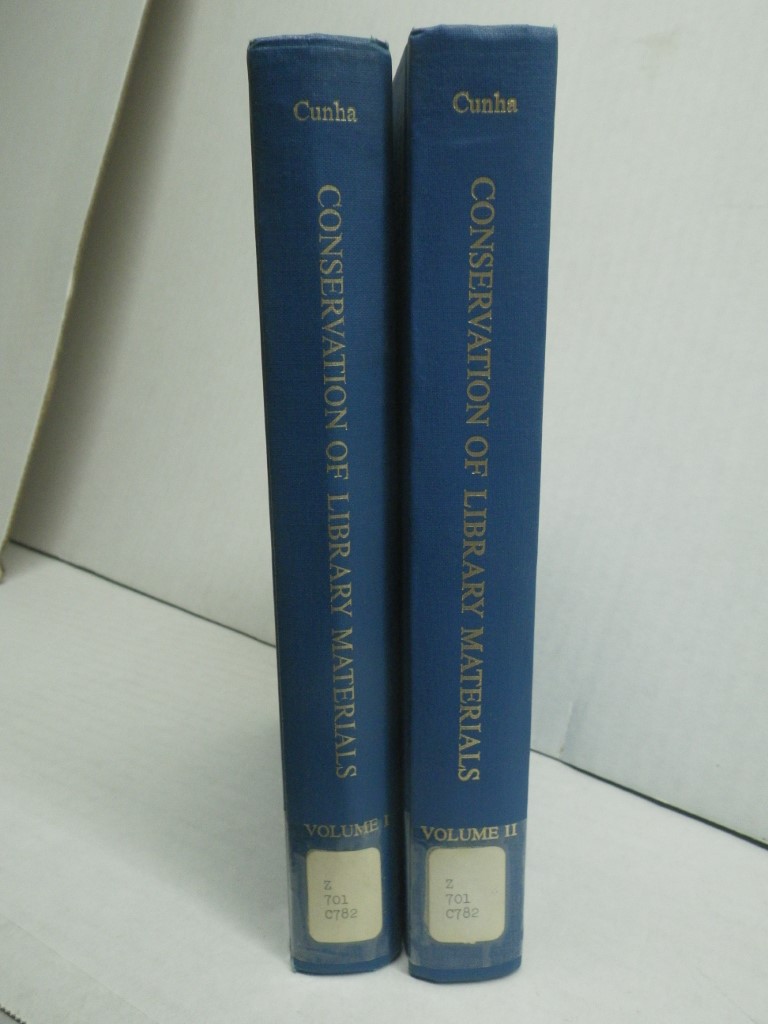 Cunha
CONSERVATION OF LIBRARY MATERIALS
VOLUME I
Z
701
C782
Cunha
CONSERVATION OF LIBRARY MATERIALS
VOLUME II
Z
701
C782